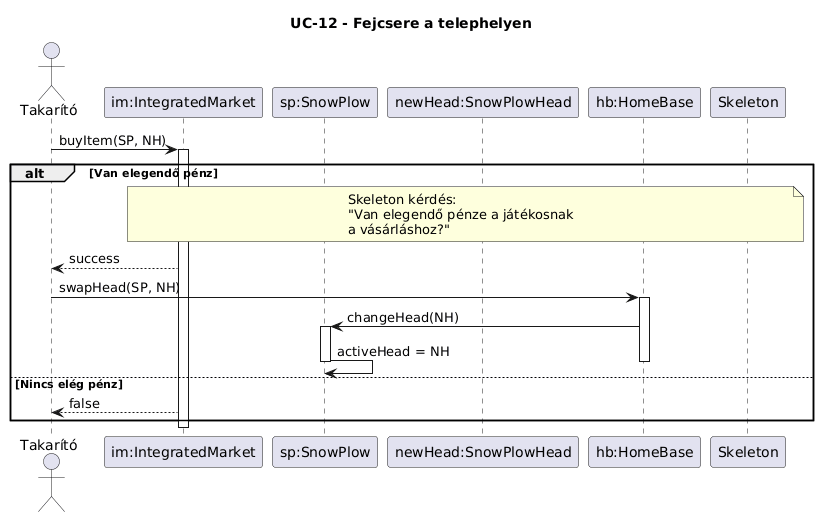 UC-12 - Fejcsere a telephelyen
Takarító
im:IntegratedMarket
sp:SnowPlow
newHead:SnowPlowHead
hb:HomeBase
Skeleton
buyItem(SP, NH)
alt
[Van elegendő pénz]
Skeleton kérdés:
"Van elegendő pénze a játékosnak
a vásárláshoz?"
success
swapHead(SP, NH)
changeHead(NH)
activeHead = NH
[Nincs elég pénz]
false
Takarító
im:IntegratedMarket
sp:SnowPlow
newHead:SnowPlowHead
hb:HomeBase
Skeleton